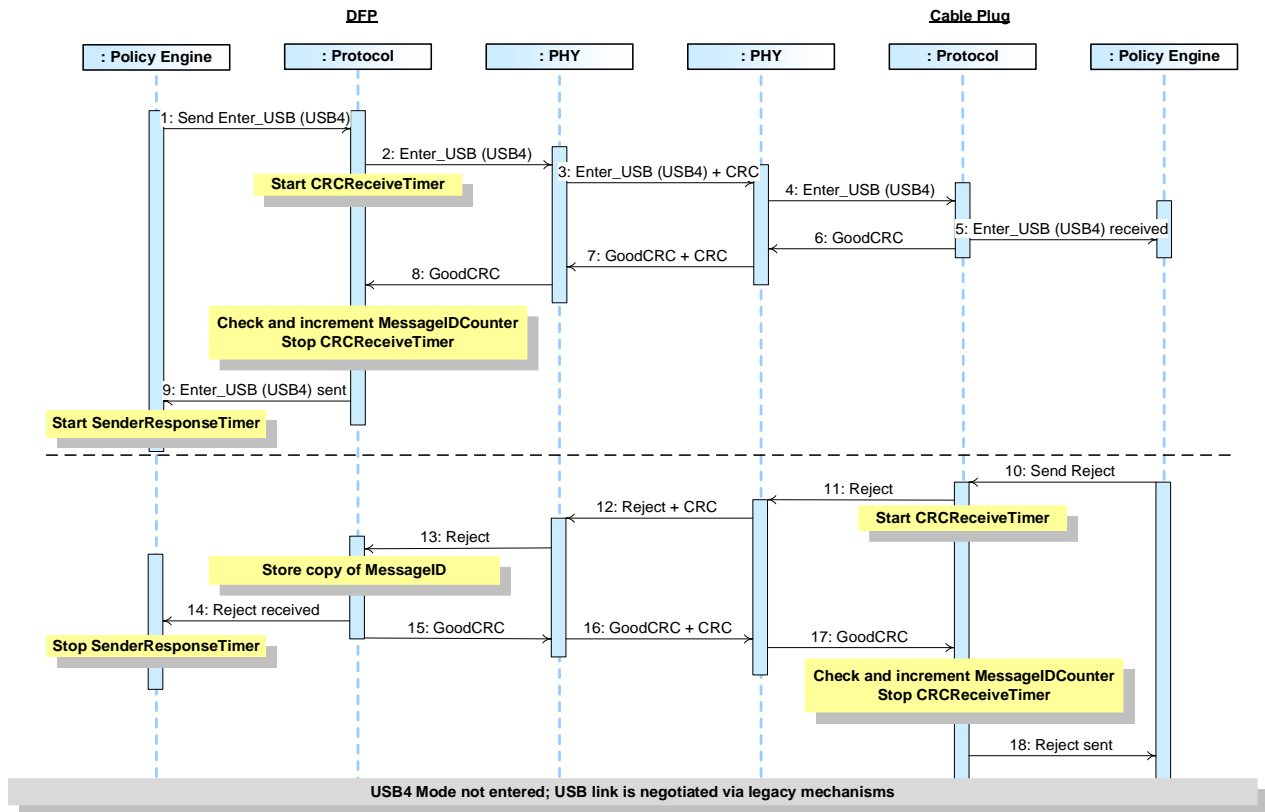 DFP
Cable Plug
: Policy Engine
: Protocol
: PHY
: PHY
: Protocol
: Policy Engine
1: Send Enter_USB (USB4)
2: Enter_USB (USB4)
3: Enter_USB (USB4) + CRC
Start CRCReceiveTimer
4: Enter_USB (USB4)
5: Enter_USB (USB4) received
6: GoodCRC
7: GoodCRC + CRC
8: GoodCRC
Check and increment MessageIDCounter
Stop CRCReceiveTimer
9: Enter_USB (USB4) sent
Start SenderResponseTimer
10: Send Reject
11: Reject
12: Reject + CRC
Start CRCReceiveTimer
13: Reject
Store copy of MessageID
14: Reject received
15: GoodCRC
16: GoodCRC + CRC
17: GoodCRC
Stop SenderResponseTimer
Check and increment MessageIDCounter
Stop CRCReceiveTimer
18: Reject sent
USB4 Mode not entered; USB link is negotiated via legacy mechanisms